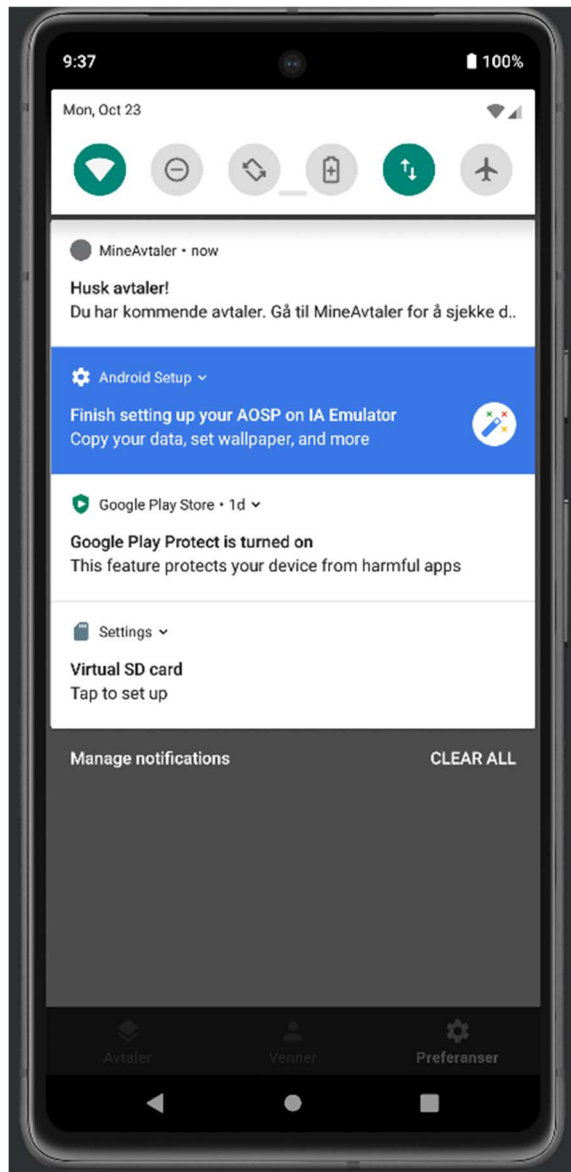 9:37 100%
Mon, Oct 23
MineAvtaler • now
Husk avtaler!
Du har kommende avtaler. Gå til MineAvtaler for å sjekke d..
Android Setup
Finish setting up your AOSP on IA Emulator
Copy your data, set wallpaper, and more
Google Play Store • 1d
Google Play Protect is turned on
This feature protects your device from harmful apps
Settings
Virtual SD card
Tap to set up
Manage notifications CLEAR ALL
Avtaler Venner Preferanser